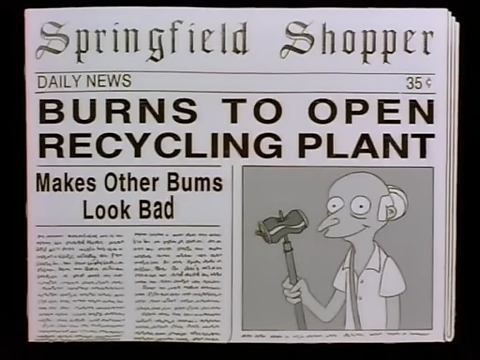 Springfield Shopper
DAILY NEWS 35¢
BURNS TO OPEN
RECYCLING PLANT
Makes Other Bums
Look Bad